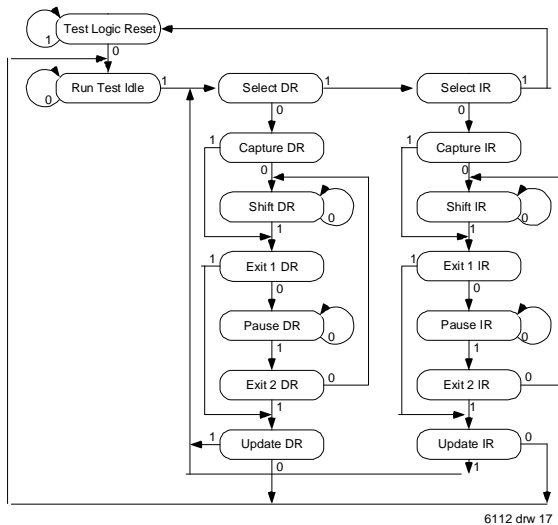 Test Logic Reset
1
0
Run Test Idle
0
1
Select DR
1
Select IR
1
0
0
1
Capture DR
1
Capture IR
0
0
Shift DR
0
Shift IR
0
1
1
1
Exit 1 DR
1
Exit 1 IR
0
0
Pause DR
0
Pause IR
0
1
1
Exit 2 DR
0
Exit 2 IR
0
1
1
1
Update DR
Update IR
0
0
1
6112 drw 17